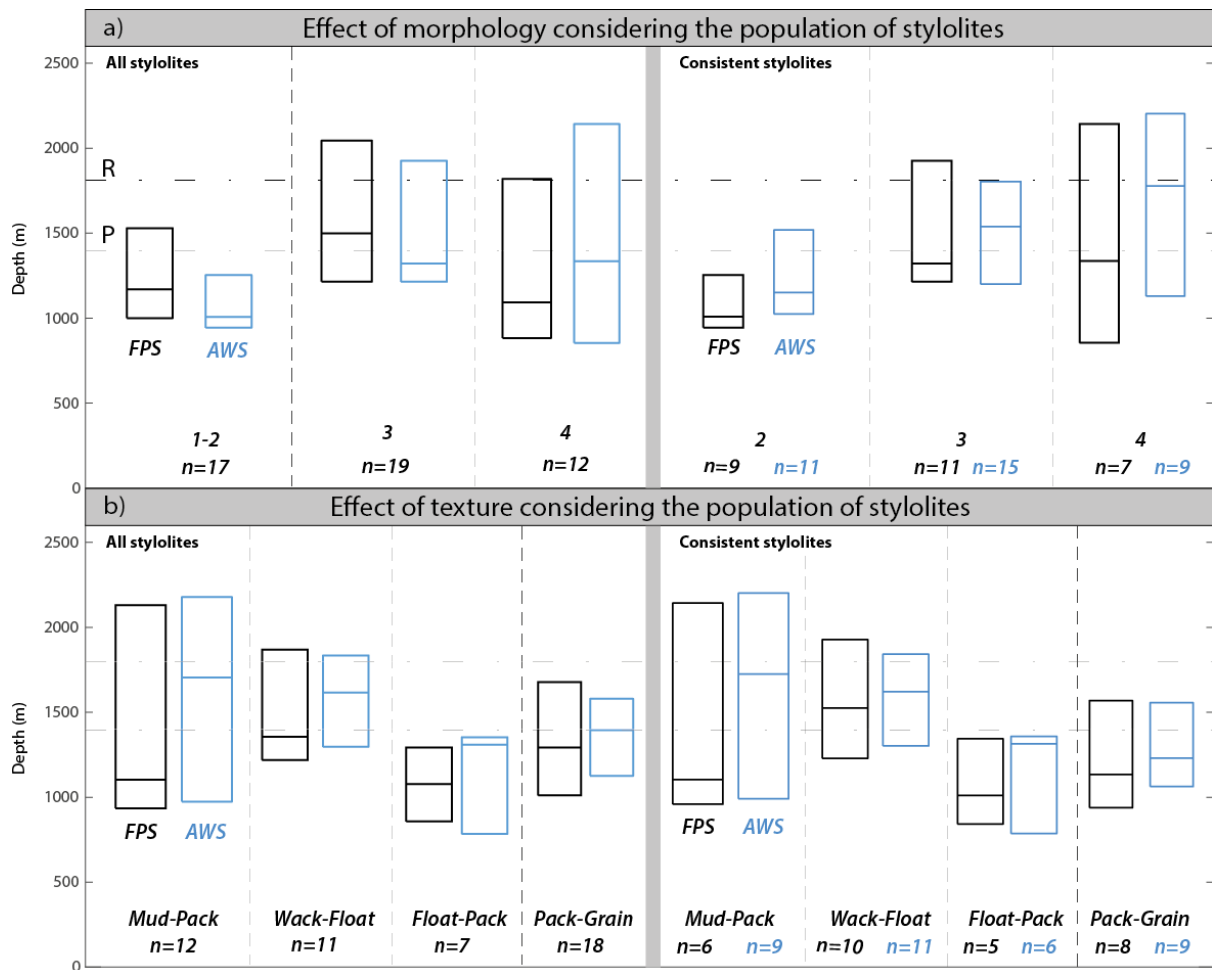 a) Effect of morphology considering the population of stylolites
2500 All stylolites Consistent stylolites
2000
R
P
1500
1000
500
0
Depth (m)
FPS AWS FPS AWS
1-2 3 4 2 3 4
n=17 n=19 n=12 n=9 n=11 n=11 n=15 n=7 n=9
b) Effect of texture considering the population of stylolites
2500 All stylolites Consistent stylolites
2000
1500
1000
500
0
Depth (m)
FPS AWS FPS AWS
Mud-Pack Wack-Float Float-Pack Pack-Grain Mud-Pack Wack-Float Float-Pack Pack-Grain
n=12 n=11 n=7 n=18 n=6 n=9 n=10 n=11 n=5 n=6 n=8 n=9